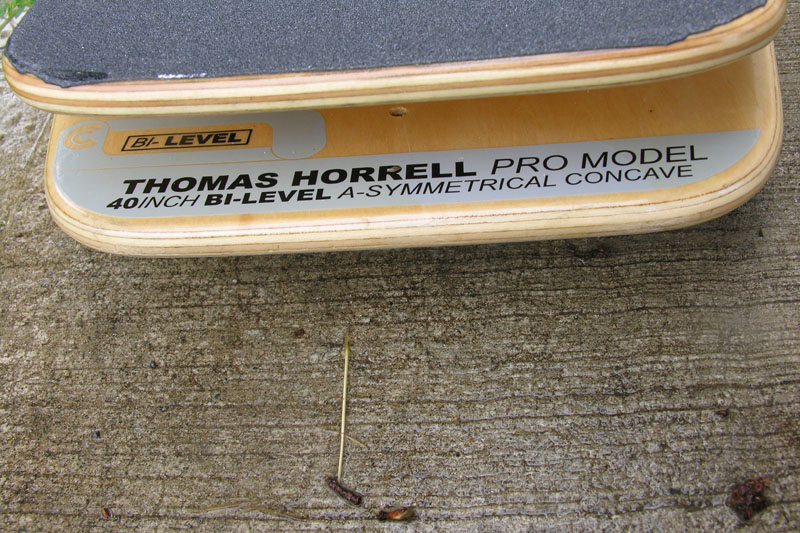 BI-LEVEL
THOMAS HORRELL PRO MODEL
40INCH BI-LEVEL A-SYMMETRICAL CONCAVE